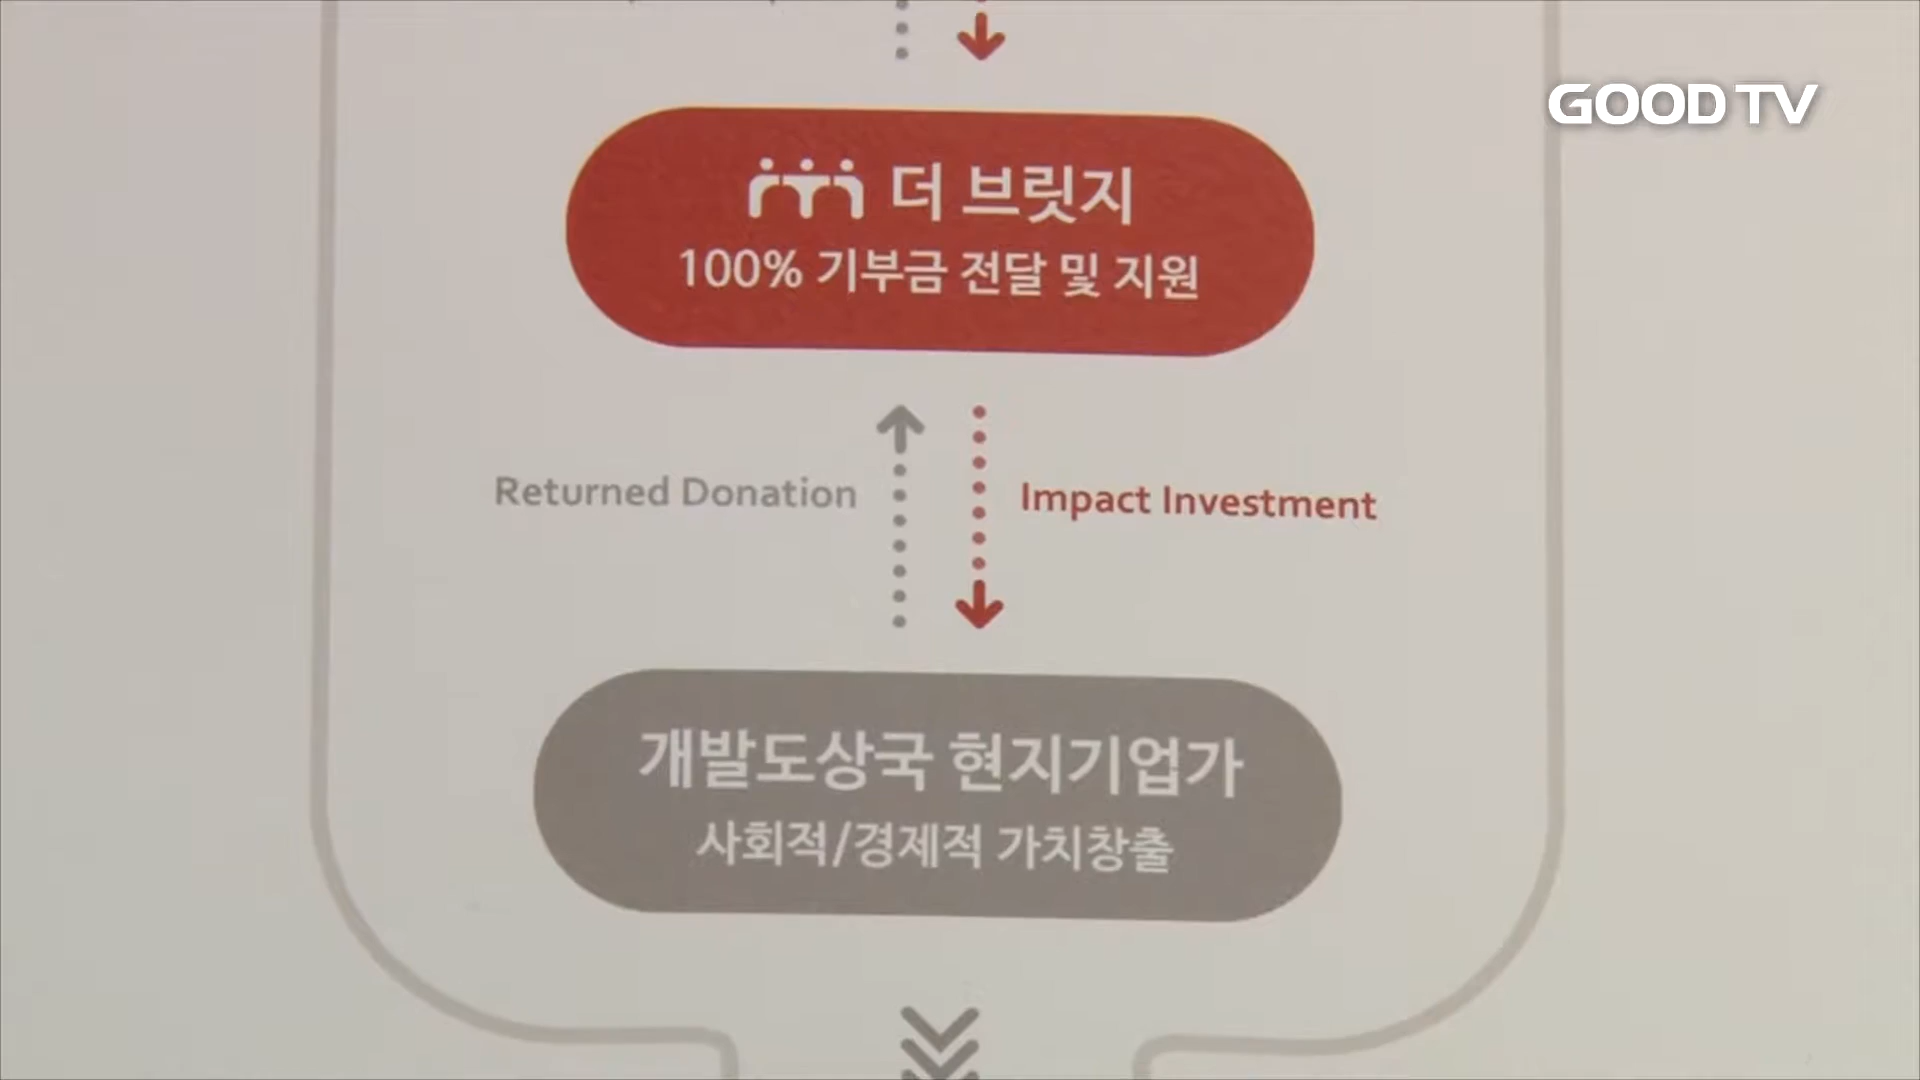 GOOD TV
더 브릿지
100% 기부금 전달 및 지원
Returned Donation
Impact Investment
개발도상국 현지기업가
사회적/경제적 가치창출